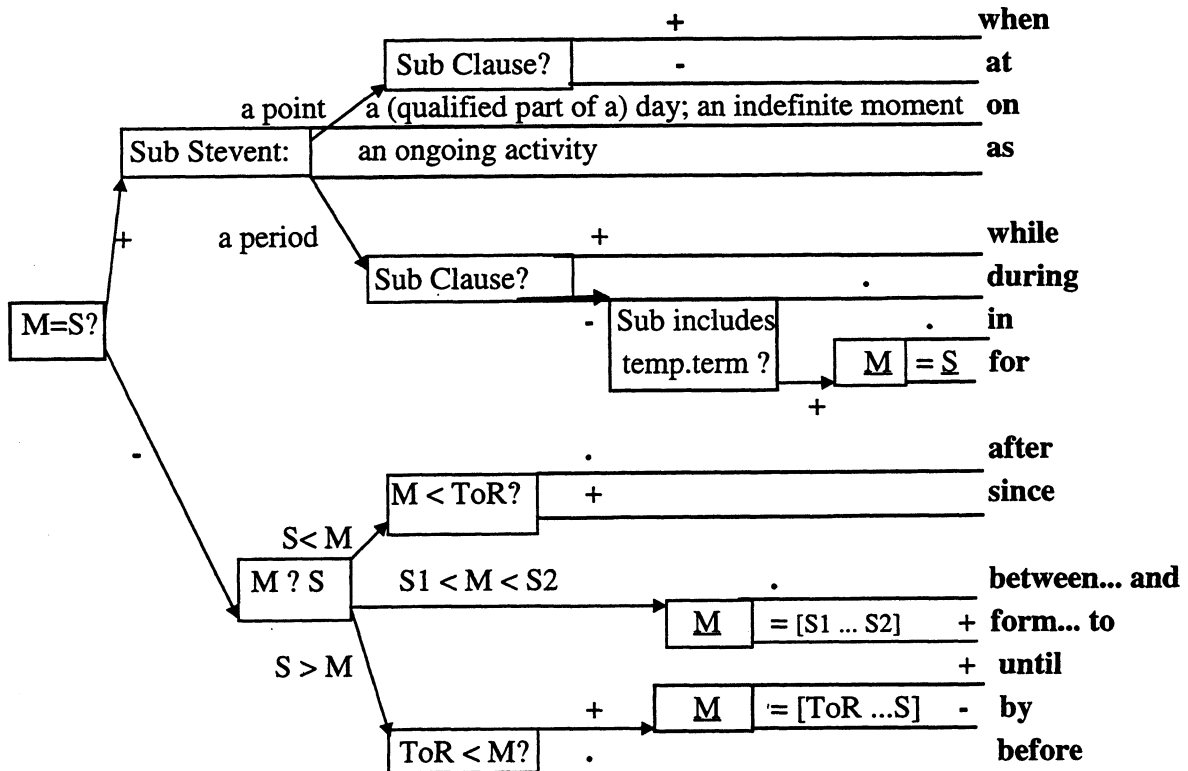 + when
Sub Clause? - at
a point a (qualified part of a) day; an indefinite moment on
Sub Stevent: an ongoing activity as
+ a period + while
Sub Clause? . during
M=S? - Sub includes . in
temp.term ? M = S for
+
- . after
M < ToR? + since
S< M
M ? S S1 < M < S2 . between... and
M = [S1 ... S2] + form... to
S > M + until
+ M = [ToR ...S] - by
ToR < M? . before